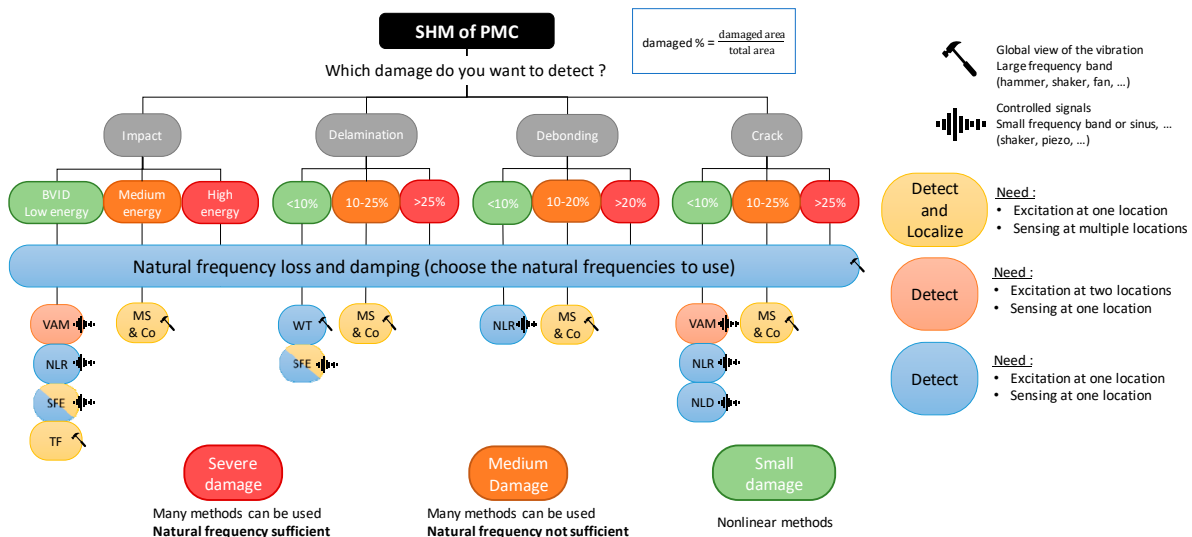 SHM of PMC
damaged % = damaged area / total area
Which damage do you want to detect ?
Global view of the vibration
Large frequency band
(hammer, shaker, fan, …)
Controlled signals
Small frequency band or sinus, …
(shaker, piezo, …)
Impact
Delamination
Debonding
Crack
BVID
Low energy
Medium
energy
High
energy
<10%
10-25%
>25%
<10%
10-20%
>20%
<10%
10-25%
>25%
Detect
and
Localize
Need :
• Excitation at one location
• Sensing at multiple locations
Natural frequency loss and damping (choose the natural frequencies to use)
Detect
Need :
• Excitation at two locations
• Sensing at one location
VAM
NLR
SFE
TF
MS
& Co
WT
SFE
MS
& Co
NLR
MS
& Co
VAM
NLR
NLD
MS
& Co
Detect
Need :
• Excitation at one location
• Sensing at one location
Severe
damage
Many methods can be used
Natural frequency sufficient
Medium
Damage
Many methods can be used
Natural frequency not sufficient
Small
damage
Nonlinear methods